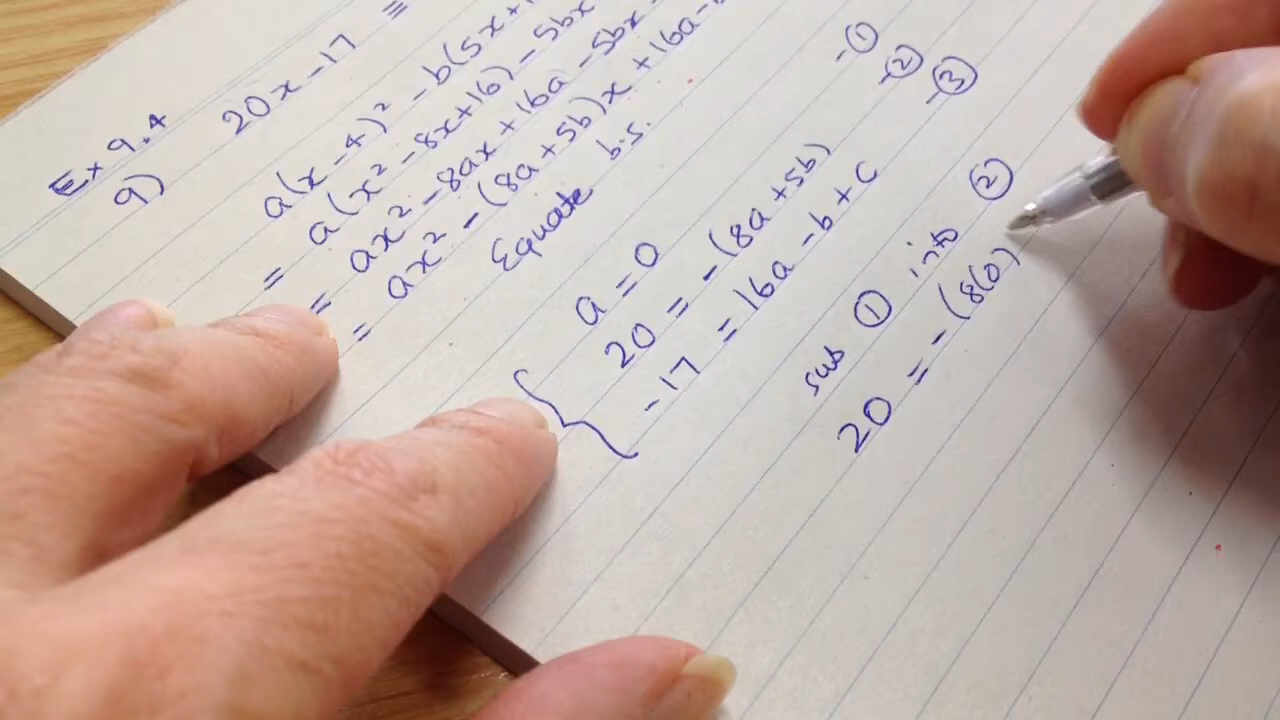 Ex 9.4
9) 20x - 17 ≡
a(x - 4)² - b(5x + 1
= a(x² - 8x + 16) - 5bx
= ax² - 8ax + 16a - 5bx -
= ax² - (8a + 5b)x + 16a - b
Equate b.s.
a = 0 - ①
20 = -(8a + 5b) - ②
-17 = 16a - b + c - ③
sub ① into ②
20 = -(8(0)